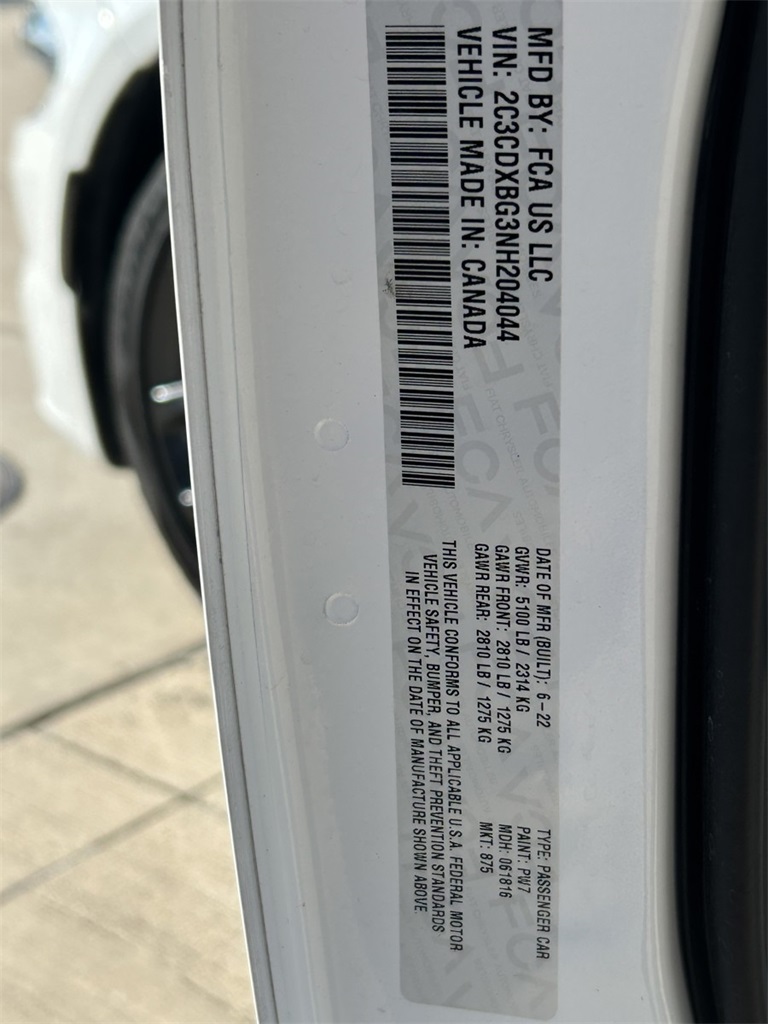 MFD BY: FCA US LLC
VIN: 2C3CDXBG3NH204044
VEHICLE MADE IN: CANADA
DATE OF MFR (BUILT): 6-22
GVWR: 5100 LB / 2314 KG
GAWR FRONT: 2810 LB / 1275 KG
GAWR REAR: 2810 LB / 1275 KG
TYPE: PASSENGER CAR
PAINT: PW7
MDH: 061816
MKT: 875
THIS VEHICLE CONFORMS TO ALL APPLICABLE U.S.A. FEDERAL MOTOR
VEHICLE SAFETY, BUMPER, AND THEFT PREVENTION STANDARDS
IN EFFECT ON THE DATE OF MANUFACTURE SHOWN ABOVE.